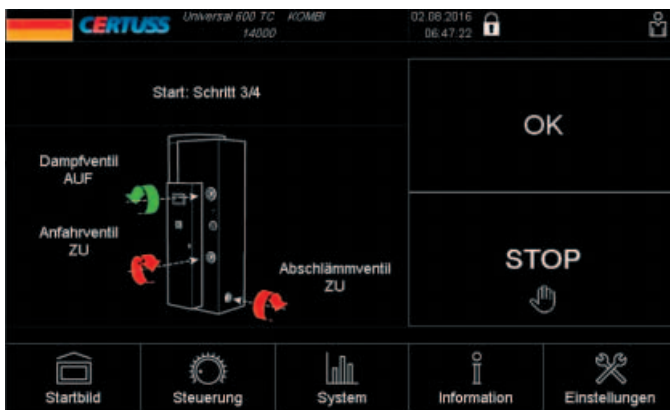 CERTUSS
Universal 600 TC KOMBI
14000
02.08.2016
06:47:22
Start: Schritt 3/4
OK
Dampfventil
AUF
Anfahrventil
ZU
Abschlämmventil
ZU
STOP
Startbild
Steuerung
System
Information
Einstellungen